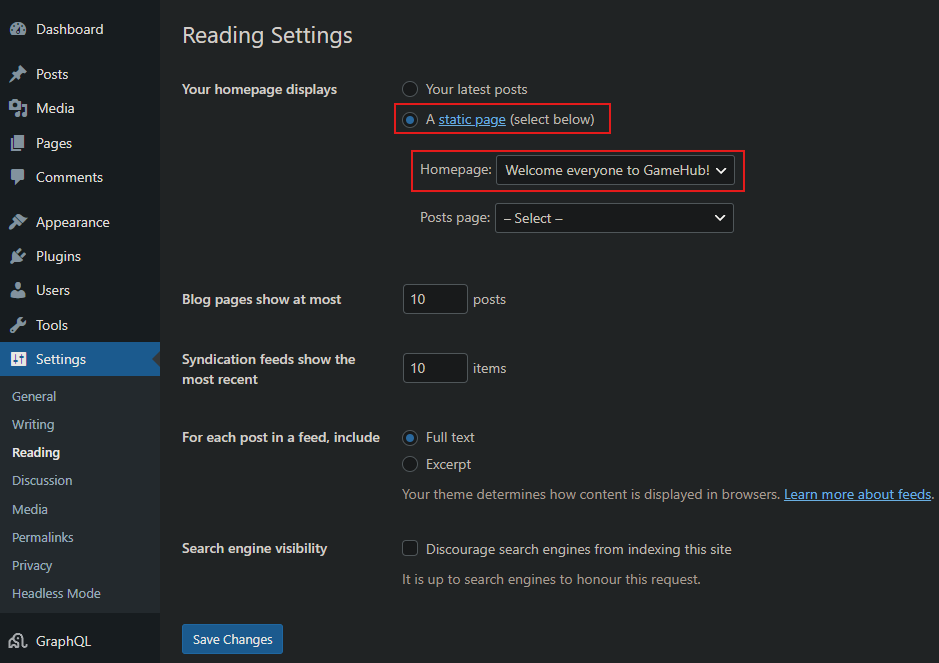 Dashboard
Posts
Media
Pages
Comments
Appearance
Plugins
Users
Tools
Settings
General
Writing
Reading
Discussion
Media
Permalinks
Privacy
Headless Mode
GraphQL
Reading Settings
Your homepage displays
Your latest posts
A static page (select below)
Homepage: Welcome everyone to GameHub!
Posts page: – Select –
Blog pages show at most 10 posts
Syndication feeds show the
most recent
10 items
For each post in a feed, include
Full text
Excerpt
Your theme determines how content is displayed in browsers. Learn more about feeds.
Search engine visibility
Discourage search engines from indexing this site
It is up to search engines to honour this request.
Save Changes